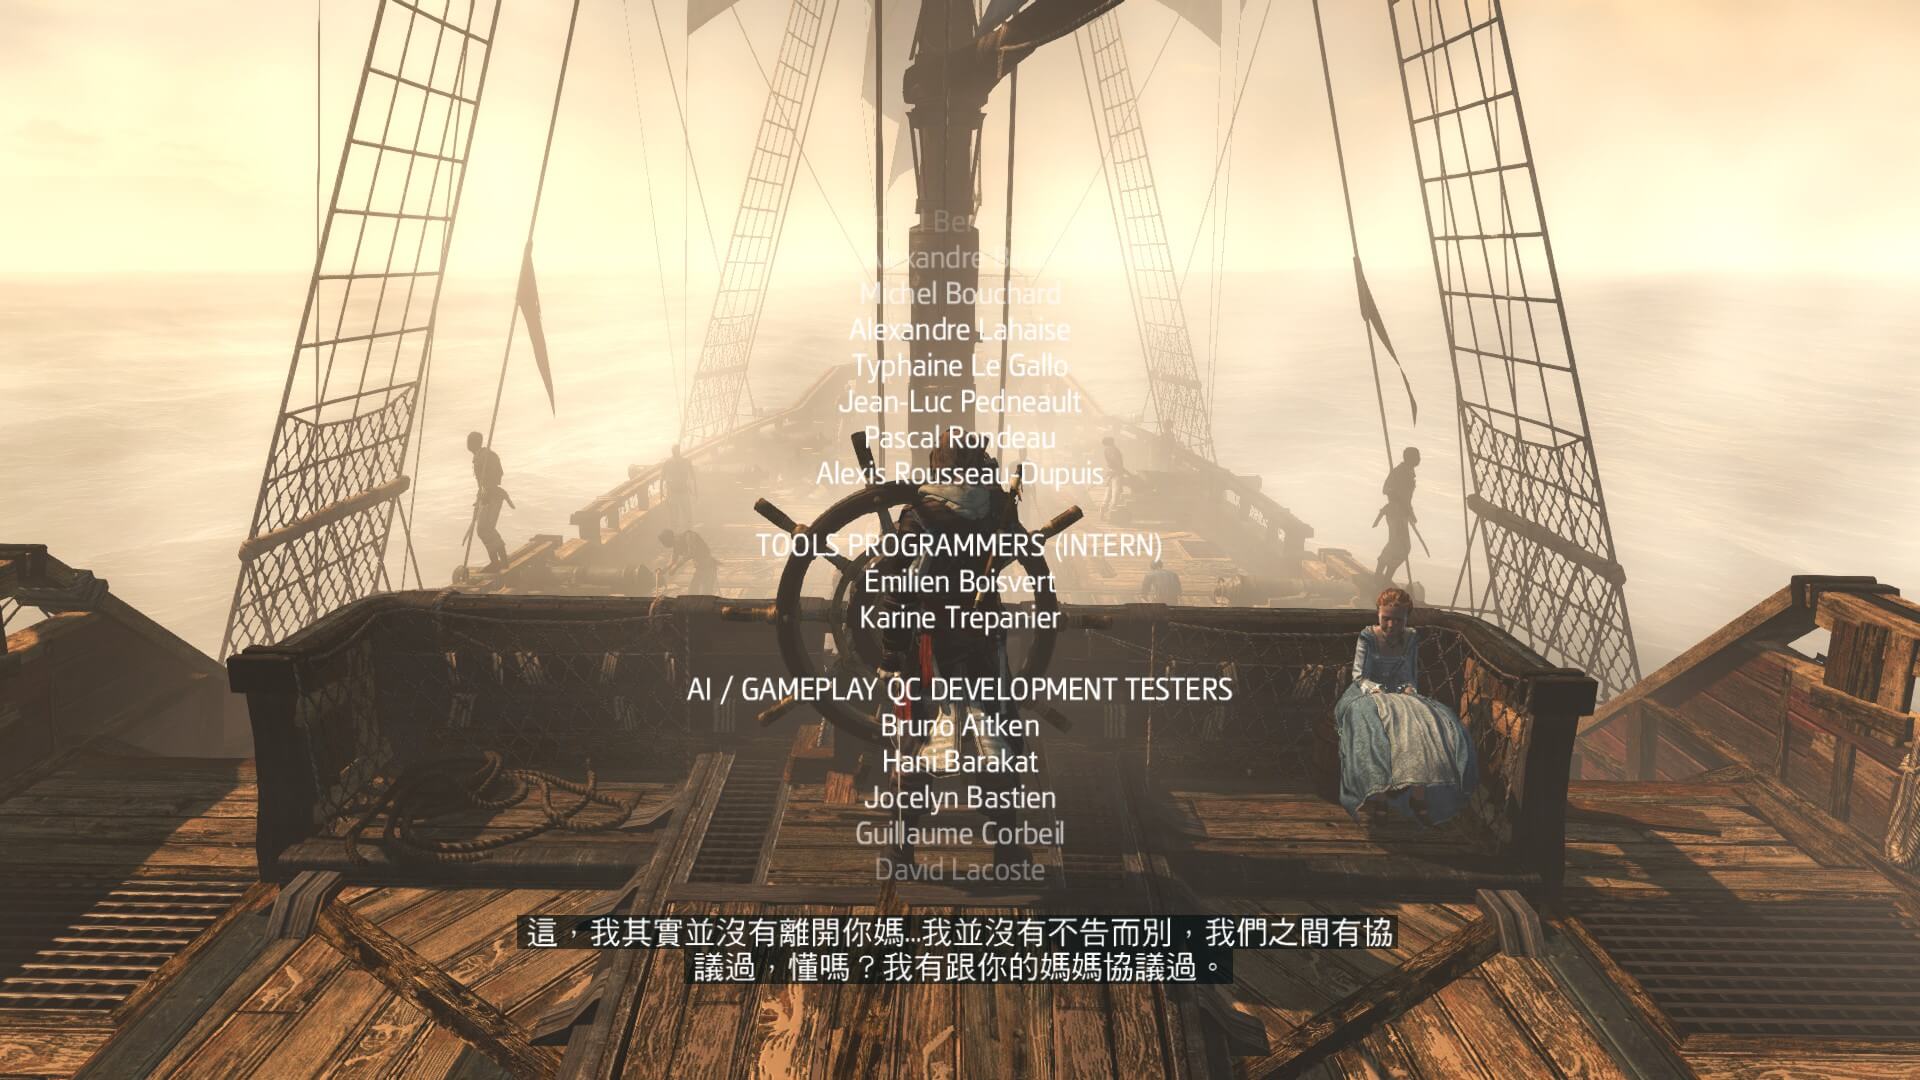 Michel Bouchard
Alexandre Lahaise
Typhaine Le Gallo
Jean-Luc Pedneault
Pascal Rondeau
Alexis Rousseau-Dupuis
TOOLS PROGRAMMERS (INTERN)
Émilien Boisvert
Karine Trepanier
AI / GAMEPLAY QC DEVELOPMENT TESTERS
Bruno Aitken
Hani Barakat
Jocelyn Bastien
Guillaume Corbeil
David Lacoste
這，我其實並沒有離開你媽...我並沒有不告而別，我們之間有協
議過，懂嗎？我有跟你的媽媽協議過。